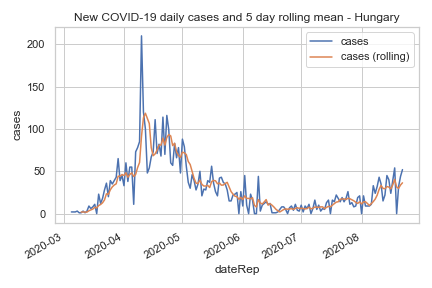 New COVID-19 daily cases and 5 day rolling mean - Hungary
cases
cases (rolling)
200
150
100
50
0
cases
2020-03
2020-04
2020-05
2020-06
2020-07
2020-08
dateRep